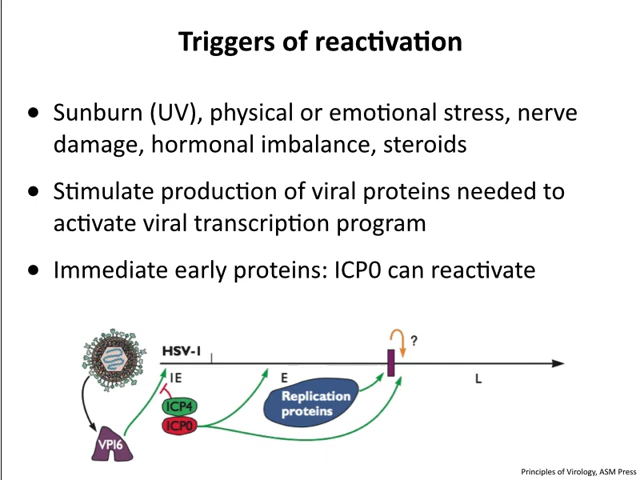 Triggers of reactivation
● Sunburn (UV), physical or emotional stress, nerve
damage, hormonal imbalance, steroids
● Stimulate production of viral proteins needed to
activate viral transcription program
● Immediate early proteins: ICP0 can reactivate
HSV-1
?
IE
E
L
ICP4
ICP0
Replication
proteins
VP16
Principles of Virology, ASM Press